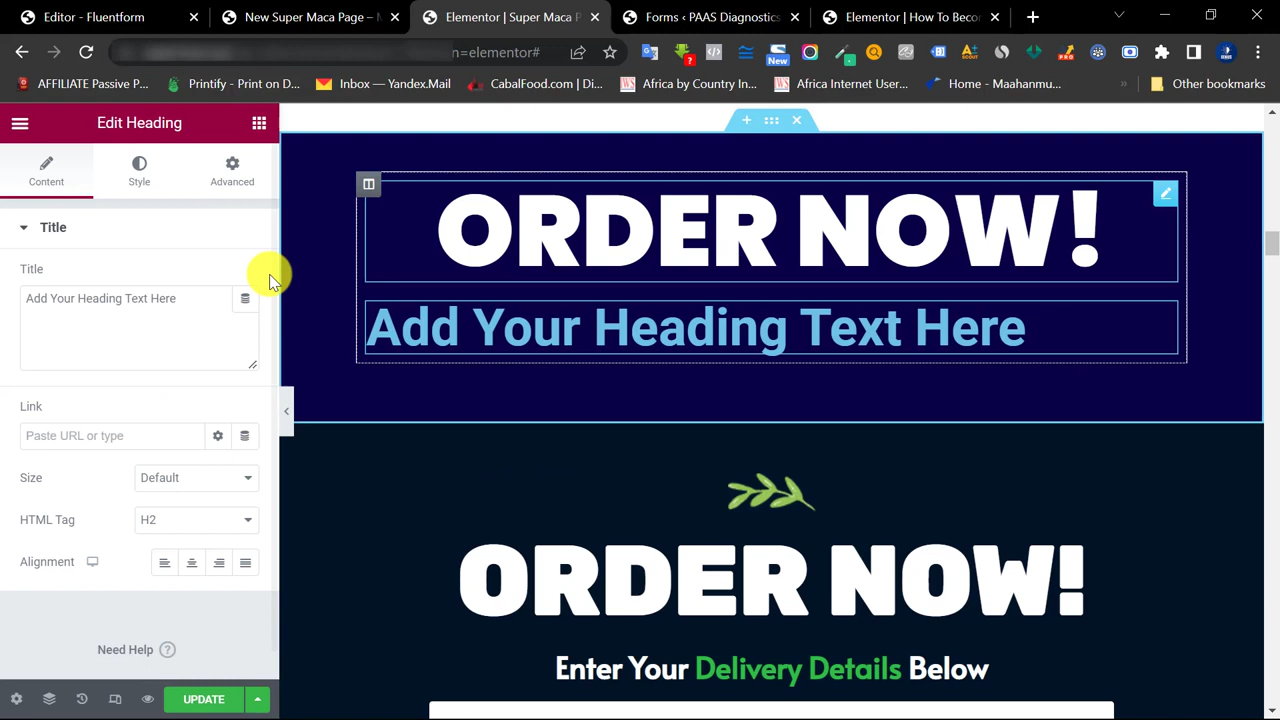 Editor - Fluentform
New Super Maca Page –
Elementor | Super Maca P
Forms ‹ PAAS Diagnostics
Elementor | How To Becor
n=elementor#
New
PRO
AFFILIATE Passive P...
Printify - Print on D...
Inbox — Yandex.Mail
CabalFood.com | Di...
Africa by Country In...
Africa Internet User...
Home - Maahanmu...
»
Other bookmarks
Edit Heading
Content
Style
Advanced
Title
Title
Add Your Heading Text Here
Link
Paste URL or type
Size
Default
HTML Tag
H2
Alignment
Need Help ?
UPDATE
ORDER NOW!
Add Your Heading Text Here
ORDER NOW!
Enter Your Delivery Details Below